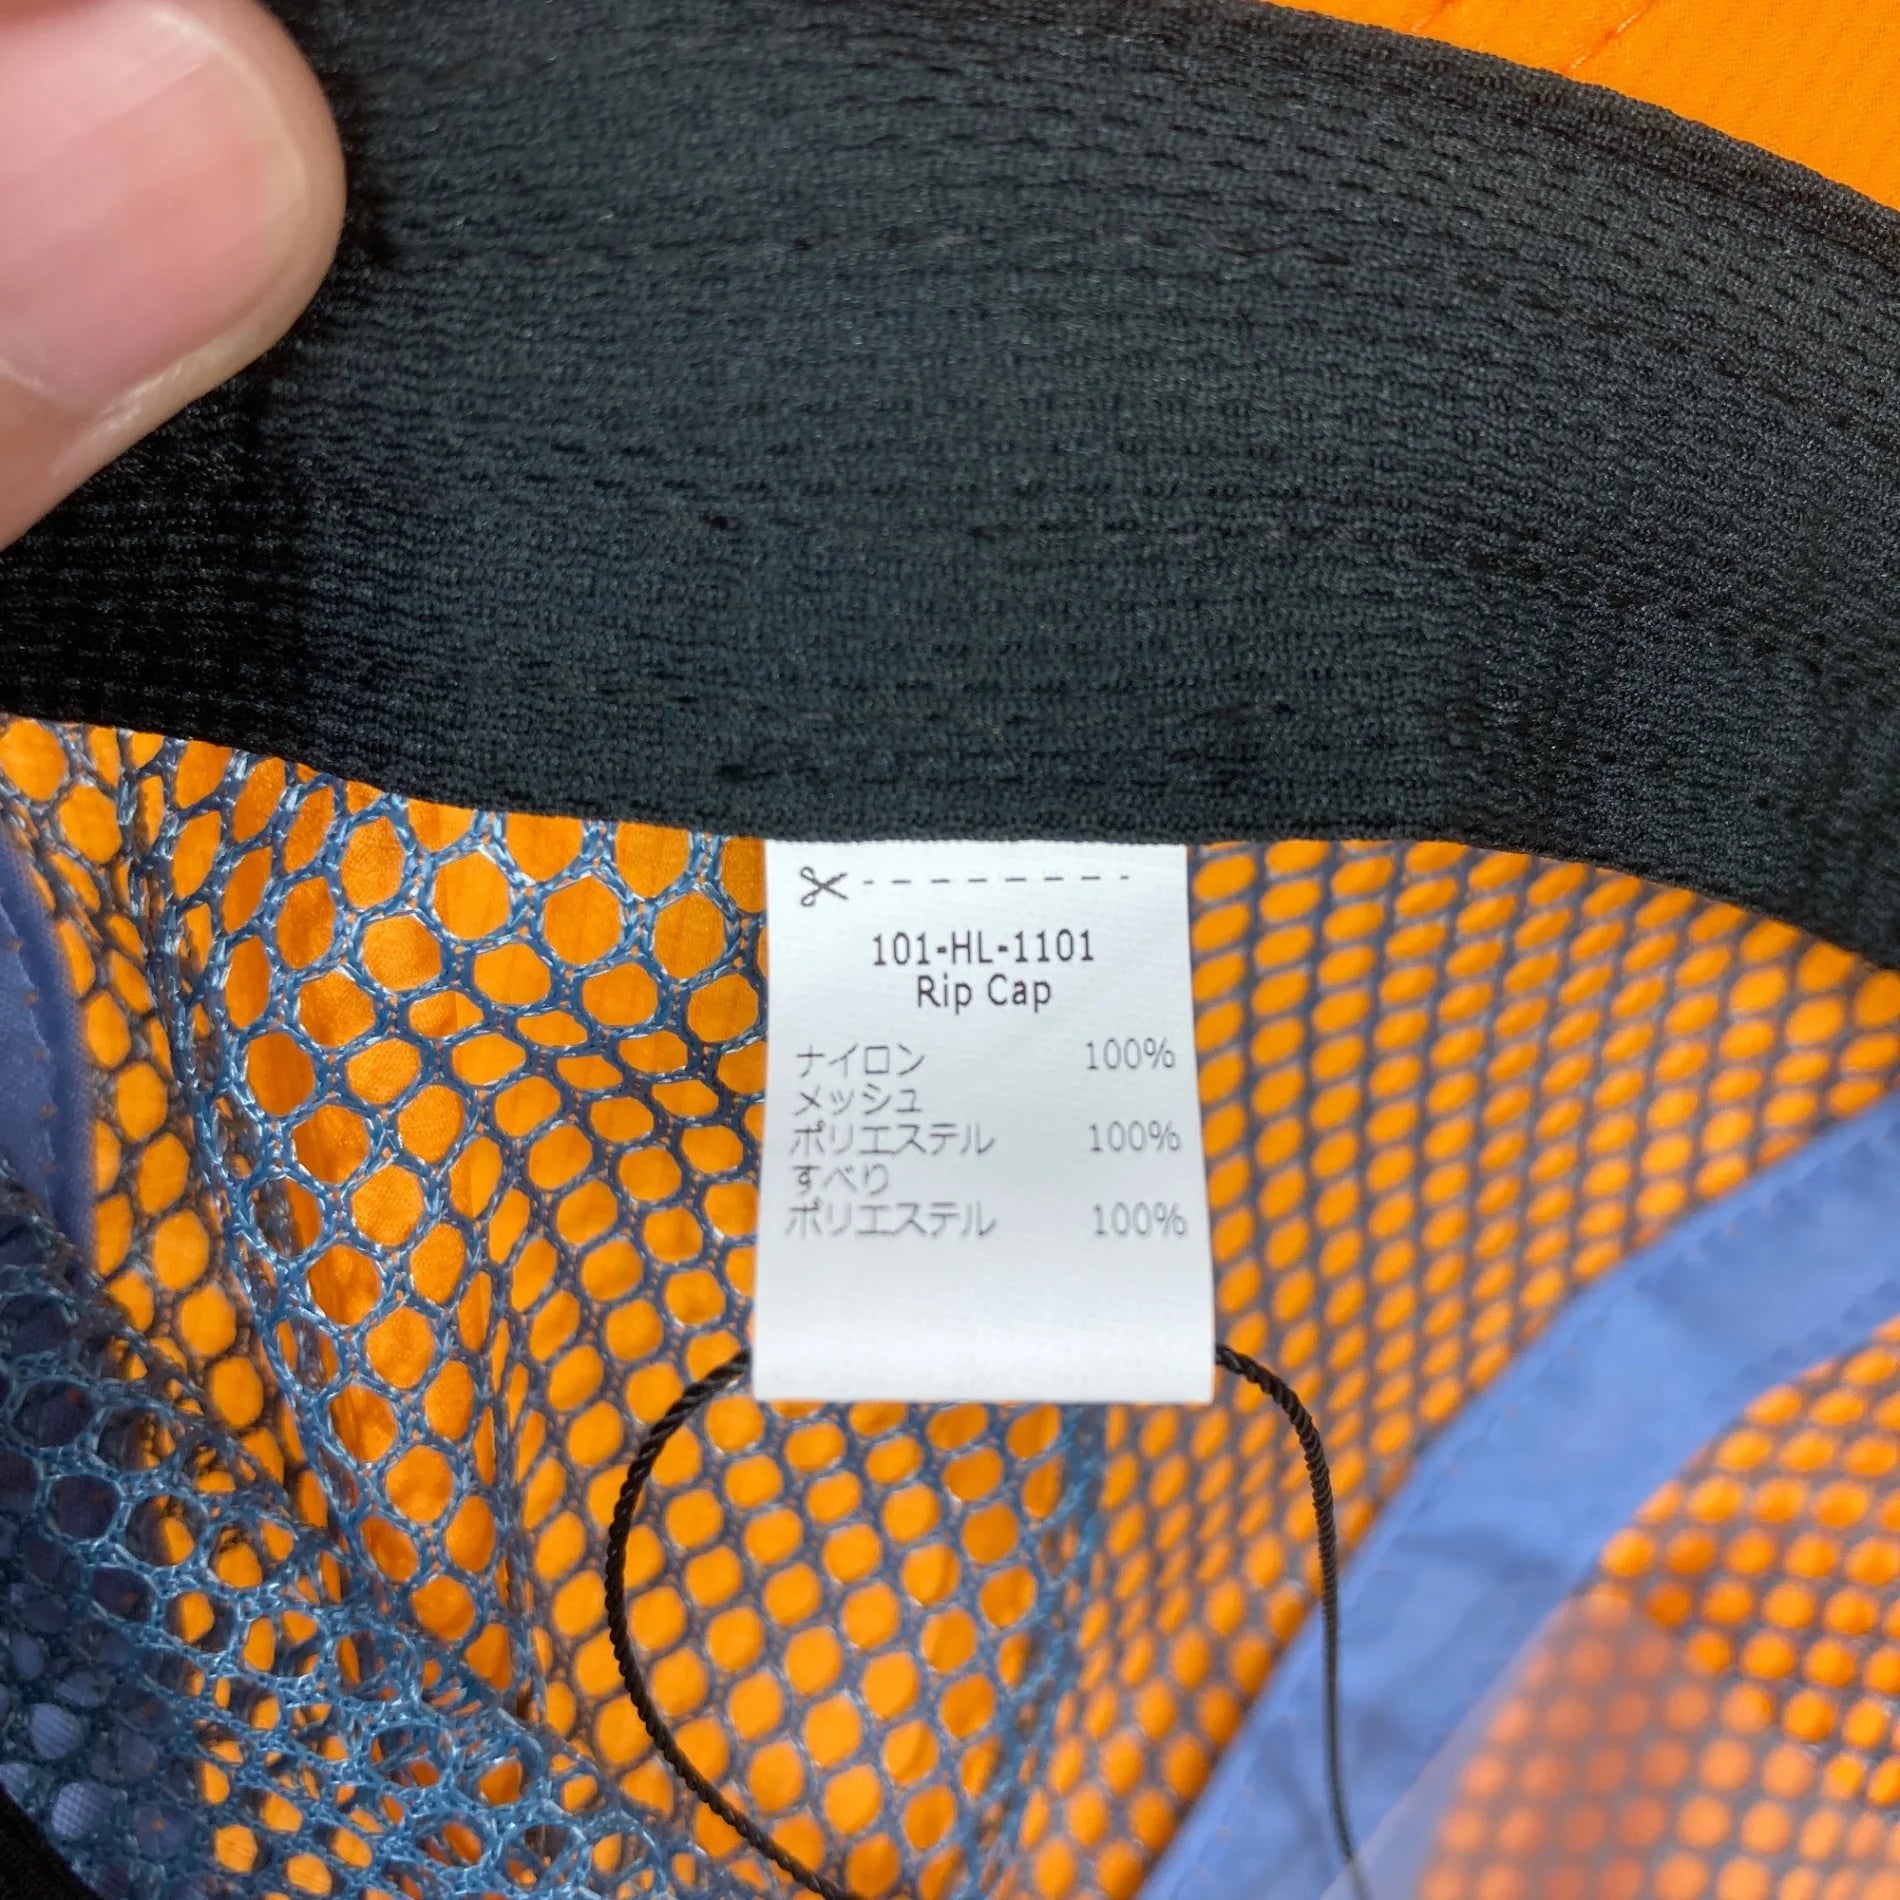 101-HL-1101
Rip Cap
ナイロン 100%
メッシュ
ポリエステル 100%
すべり
ポリエステル 100%